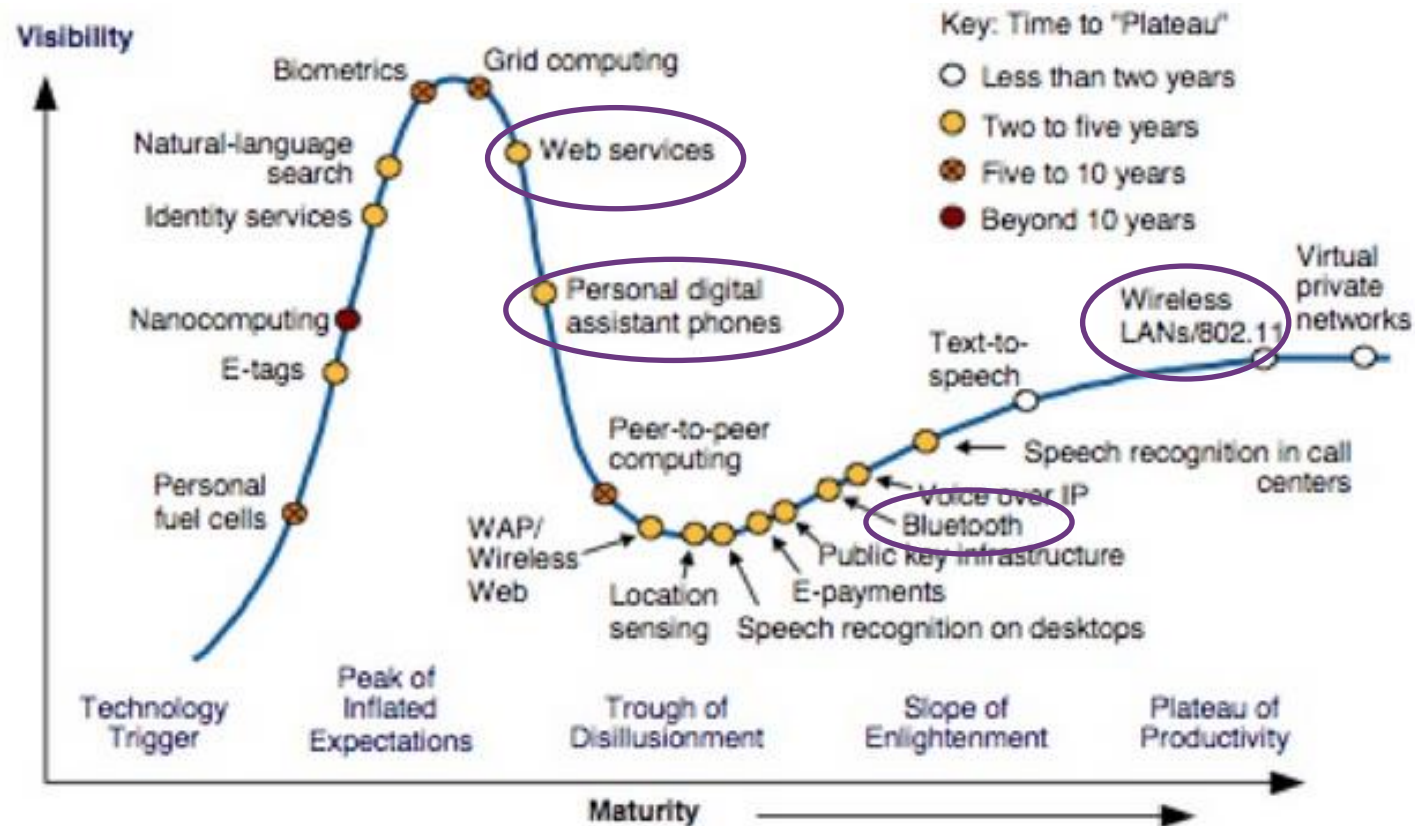 Visibility
Key: Time to "Plateau"
Less than two years
Two to five years
Five to 10 years
Beyond 10 years
Biometrics
Grid computing
Natural-language
search
Web services
Identity services
Personal digital
assistant phones
Nanocomputing
E-tags
Personal
fuel cells
Peer-to-peer
computing
WAP/
Wireless
Web
Location
sensing
Speech recognition on desktops
E-payments
Public key infrastructure
Bluetooth
Voice over IP
Speech recognition in call
centers
Text-to-
speech
Wireless
LANs/802.11
Virtual
private
networks
Technology
Trigger
Peak of
Inflated
Expectations
Trough of
Disillusionment
Slope of
Enlightenment
Plateau of
Productivity
Maturity